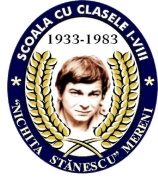 SCOALA CU CLASELE I-VIII
1933-1983
"NICHITA STĂNESCU" MERENI